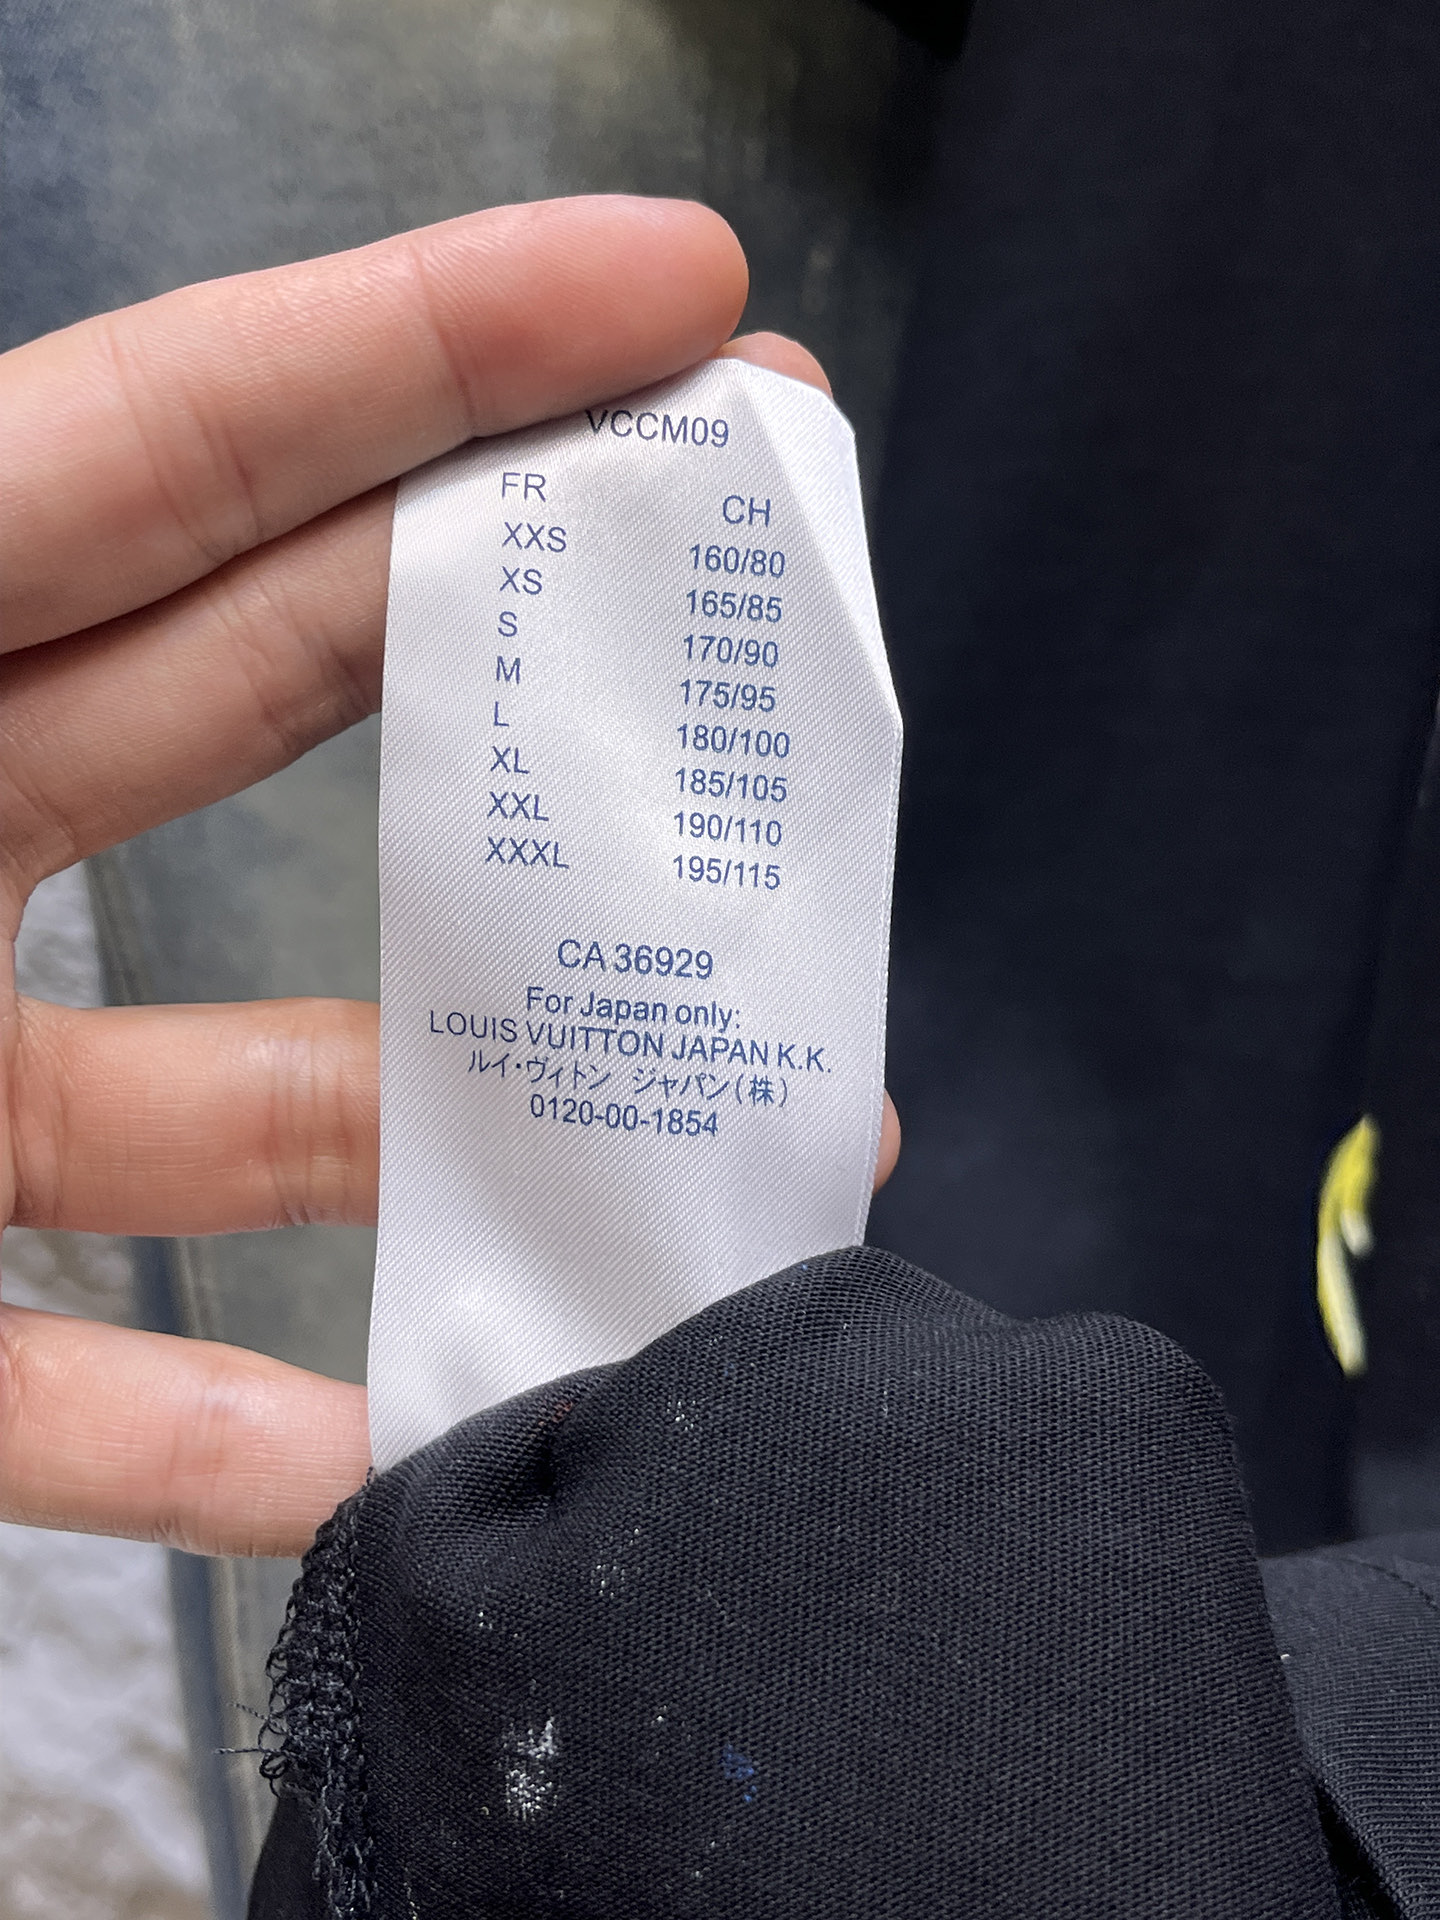 VCCM09
FR CH
XXS 160/80
XS 165/85
S 170/90
M 175/95
L 180/100
XL 185/105
XXL 190/110
XXXL 195/115
CA 36929
For Japan only:
LOUIS VUITTON JAPAN K.K.
ルイ・ヴィトン ジャパン(株)
0120-00-1854